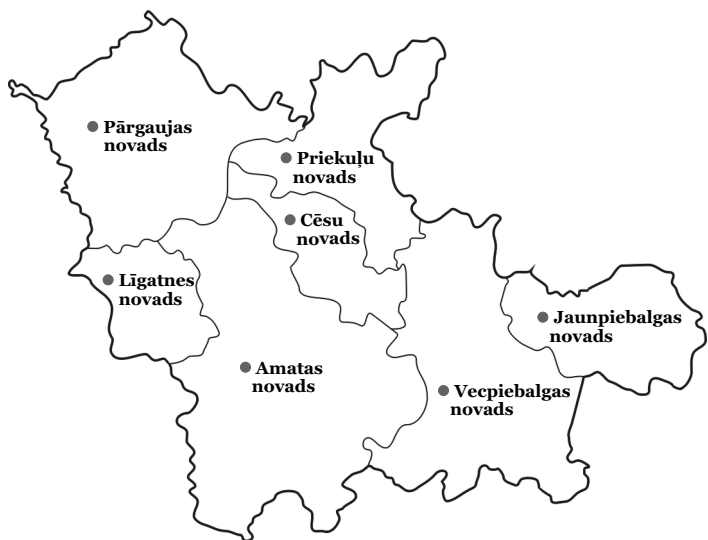 Pārgaujas
novads
Priekuļu
novads
Cēsu
novads
Līgatnes
novads
Jaunpiebalgas
novads
Amatas
novads
Vecpiebalgas
novads